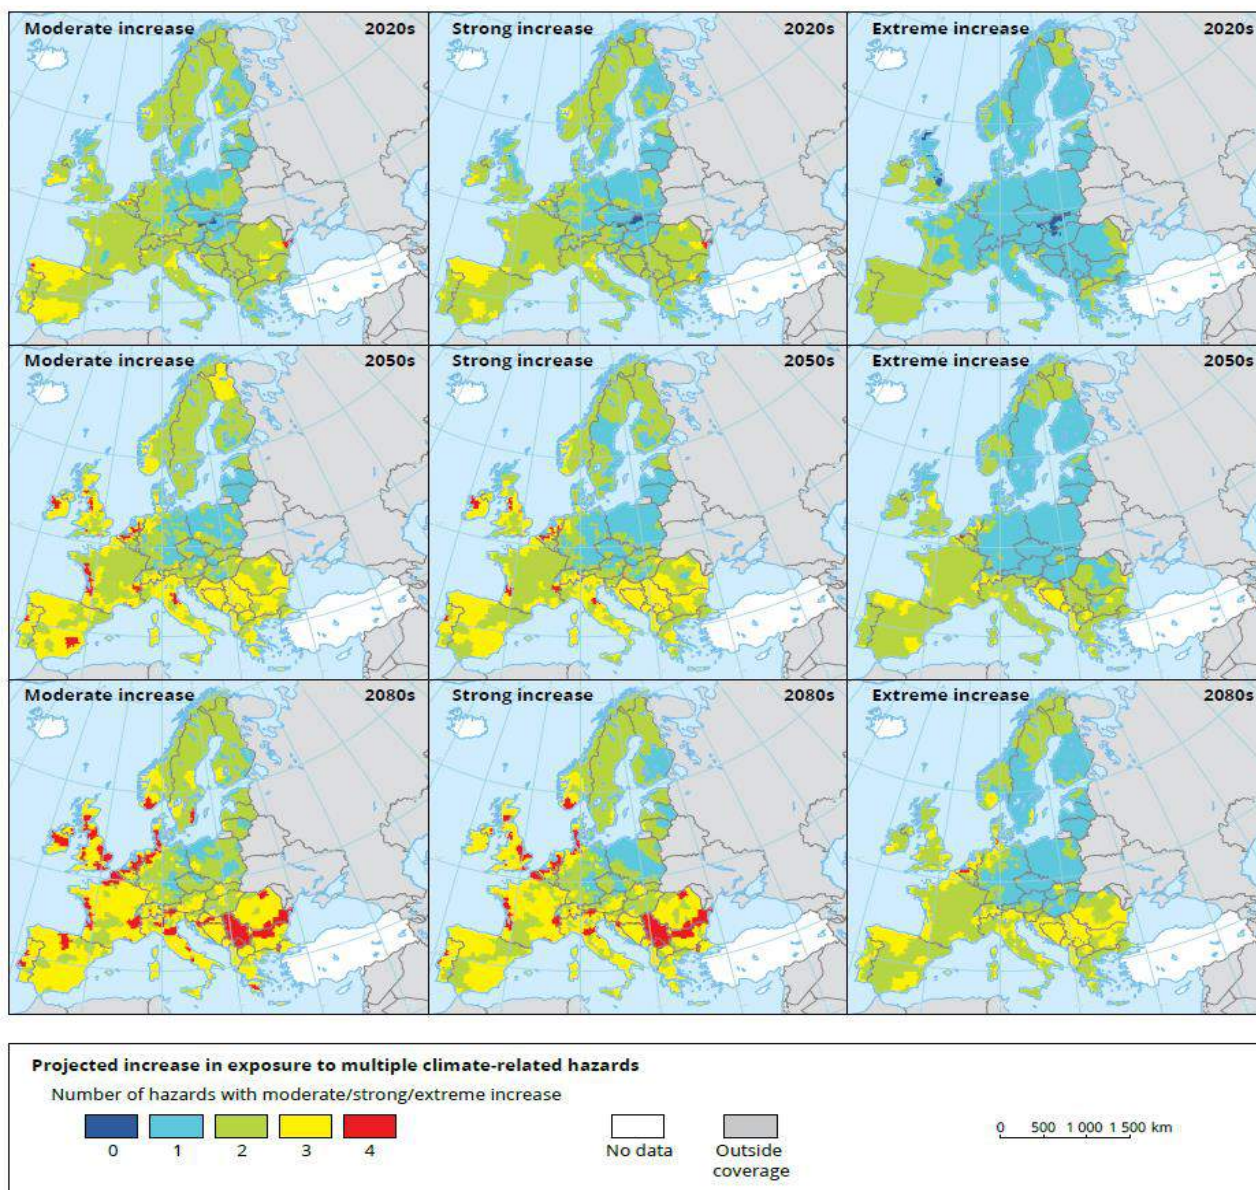 Moderate increase 2020s
Strong increase 2020s
Extreme increase 2020s
Moderate increase 2050s
Strong increase 2050s
Extreme increase 2050s
Moderate increase 2080s
Strong increase 2080s
Extreme increase 2080s
Projected increase in exposure to multiple climate-related hazards
Number of hazards with moderate/strong/extreme increase
0 1 2 3 4
No data
Outside
coverage
0 500 1 000 1 500 km